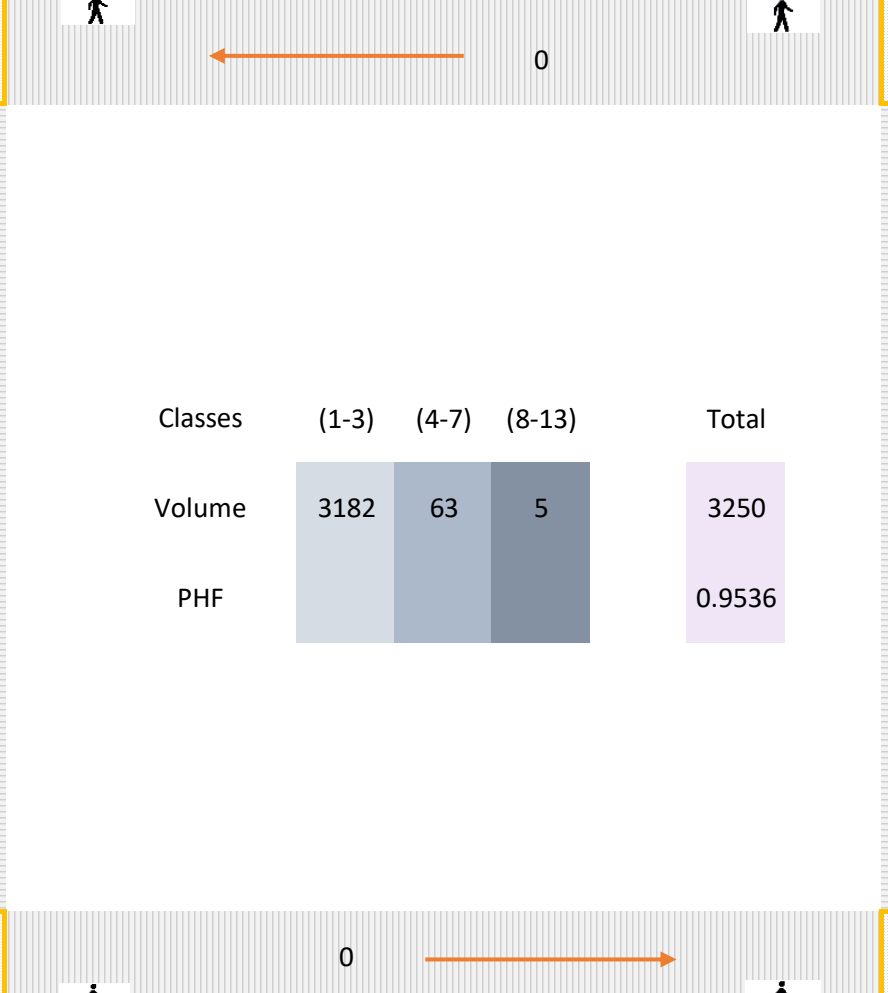 0
Classes (1-3) (4-7) (8-13) Total
Volume 3182 63 5 3250
PHF 0.9536
0